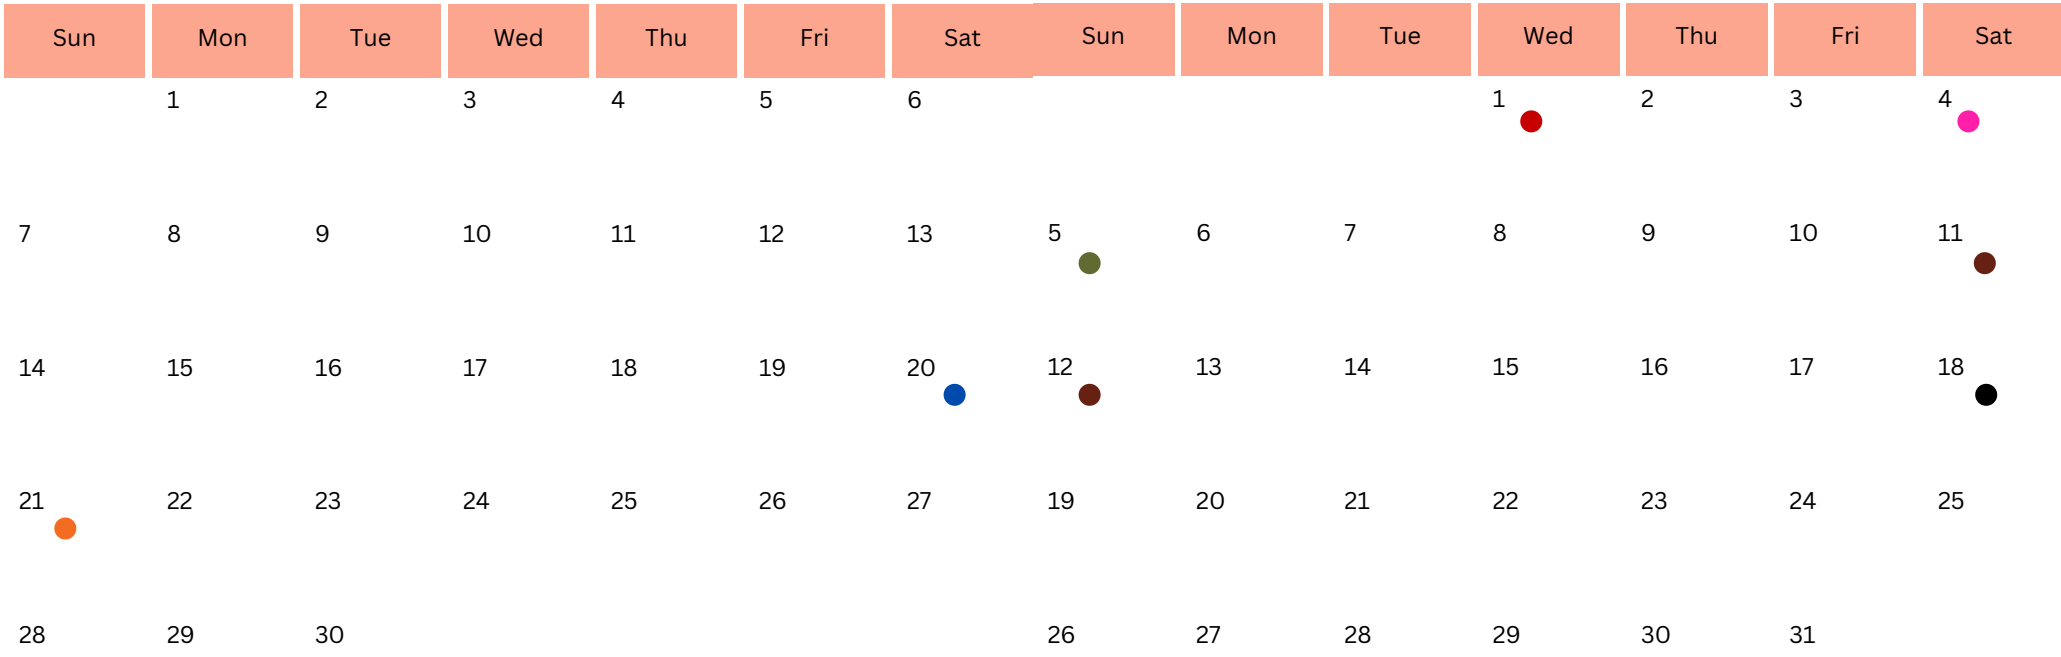 Sun Mon Tue Wed Thu Fri Sat
1 2 3 4 5 6
7 8 9 10 11 12 13
14 15 16 17 18 19 20
21 22 23 24 25 26 27
28 29 30
Sun Mon Tue Wed Thu Fri Sat
1 2 3 4
5 6 7 8 9 10 11
12 13 14 15 16 17 18
19 20 21 22 23 24 25
26 27 28 29 30 31